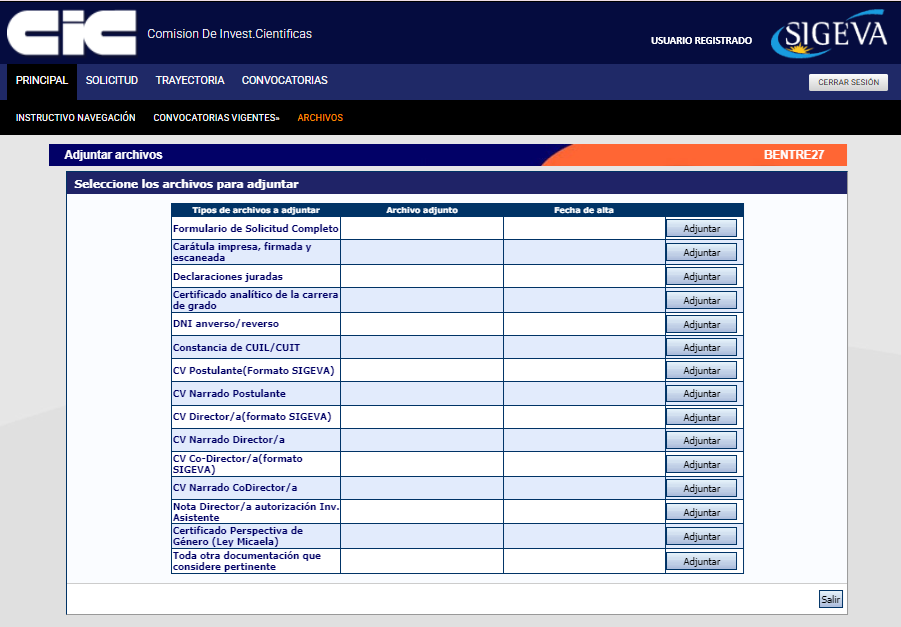 CIC Comision De Invest.Cientificas
USUARIO REGISTRADO
SIGEVA
PRINCIPAL SOLICITUD TRAYECTORIA CONVOCATORIAS
CERRAR SESIÓN
INSTRUCTIVO NAVEGACIÓN CONVOCATORIAS VIGENTES» ARCHIVOS
Adjuntar archivos BENTRE27
Seleccione los archivos para adjuntar
Tipos de archivos a adjuntar Archivo adjunto Fecha de alta
Formulario de Solicitud Completo Adjuntar
Carátula impresa, firmada y
escaneada Adjuntar
Declaraciones juradas Adjuntar
Certificado analítico de la carrera
de grado Adjuntar
DNI anverso/reverso Adjuntar
Constancia de CUIL/CUIT Adjuntar
CV Postulante(Formato SIGEVA) Adjuntar
CV Narrado Postulante Adjuntar
CV Director/a(formato SIGEVA) Adjuntar
CV Narrado Director/a Adjuntar
CV Co-Director/a(formato
SIGEVA) Adjuntar
CV Narrado CoDirector/a Adjuntar
Nota Director/a autorización Inv.
Asistente Adjuntar
Certificado Perspectiva de
Género (Ley Micaela) Adjuntar
Toda otra documentación que
considere pertinente Adjuntar
Salir